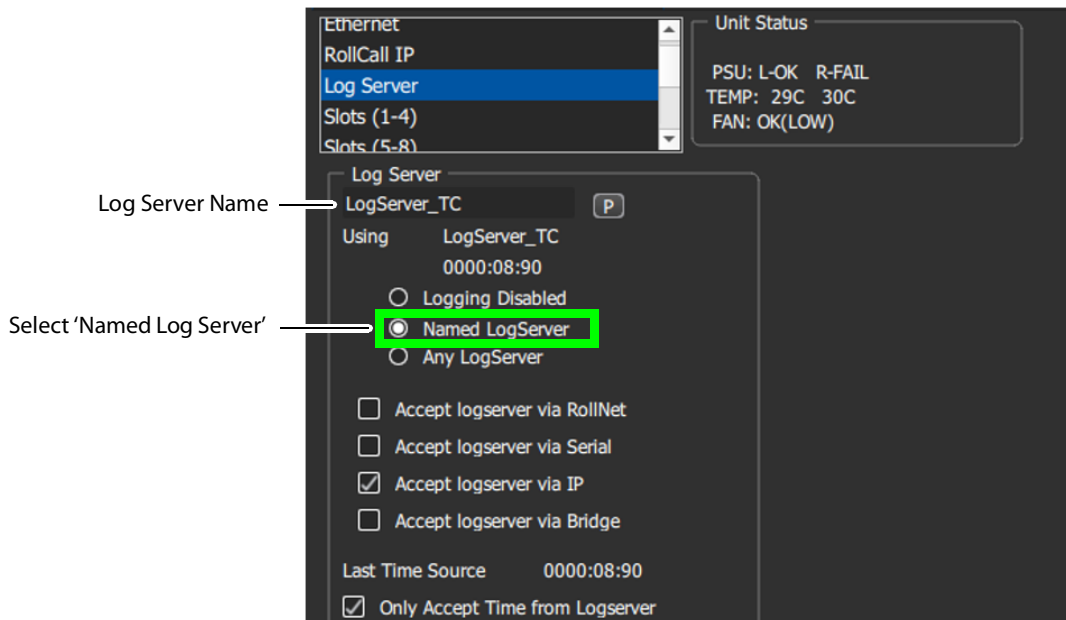 Ethernet
RollCall IP
Log Server
Slots (1-4)
Slots (5-8)
Unit Status
PSU: L-OK R-FAIL
TEMP: 29C 30C
FAN: OK(LOW)
Log Server
Log Server Name
LogServer_TC
P
Using LogServer_TC
0000:08:90
Logging Disabled
Select ‘Named Log Server’
Named LogServer
Any LogServer
Accept logserver via RollNet
Accept logserver via Serial
Accept logserver via IP
Accept logserver via Bridge
Last Time Source 0000:08:90
Only Accept Time from Logserver